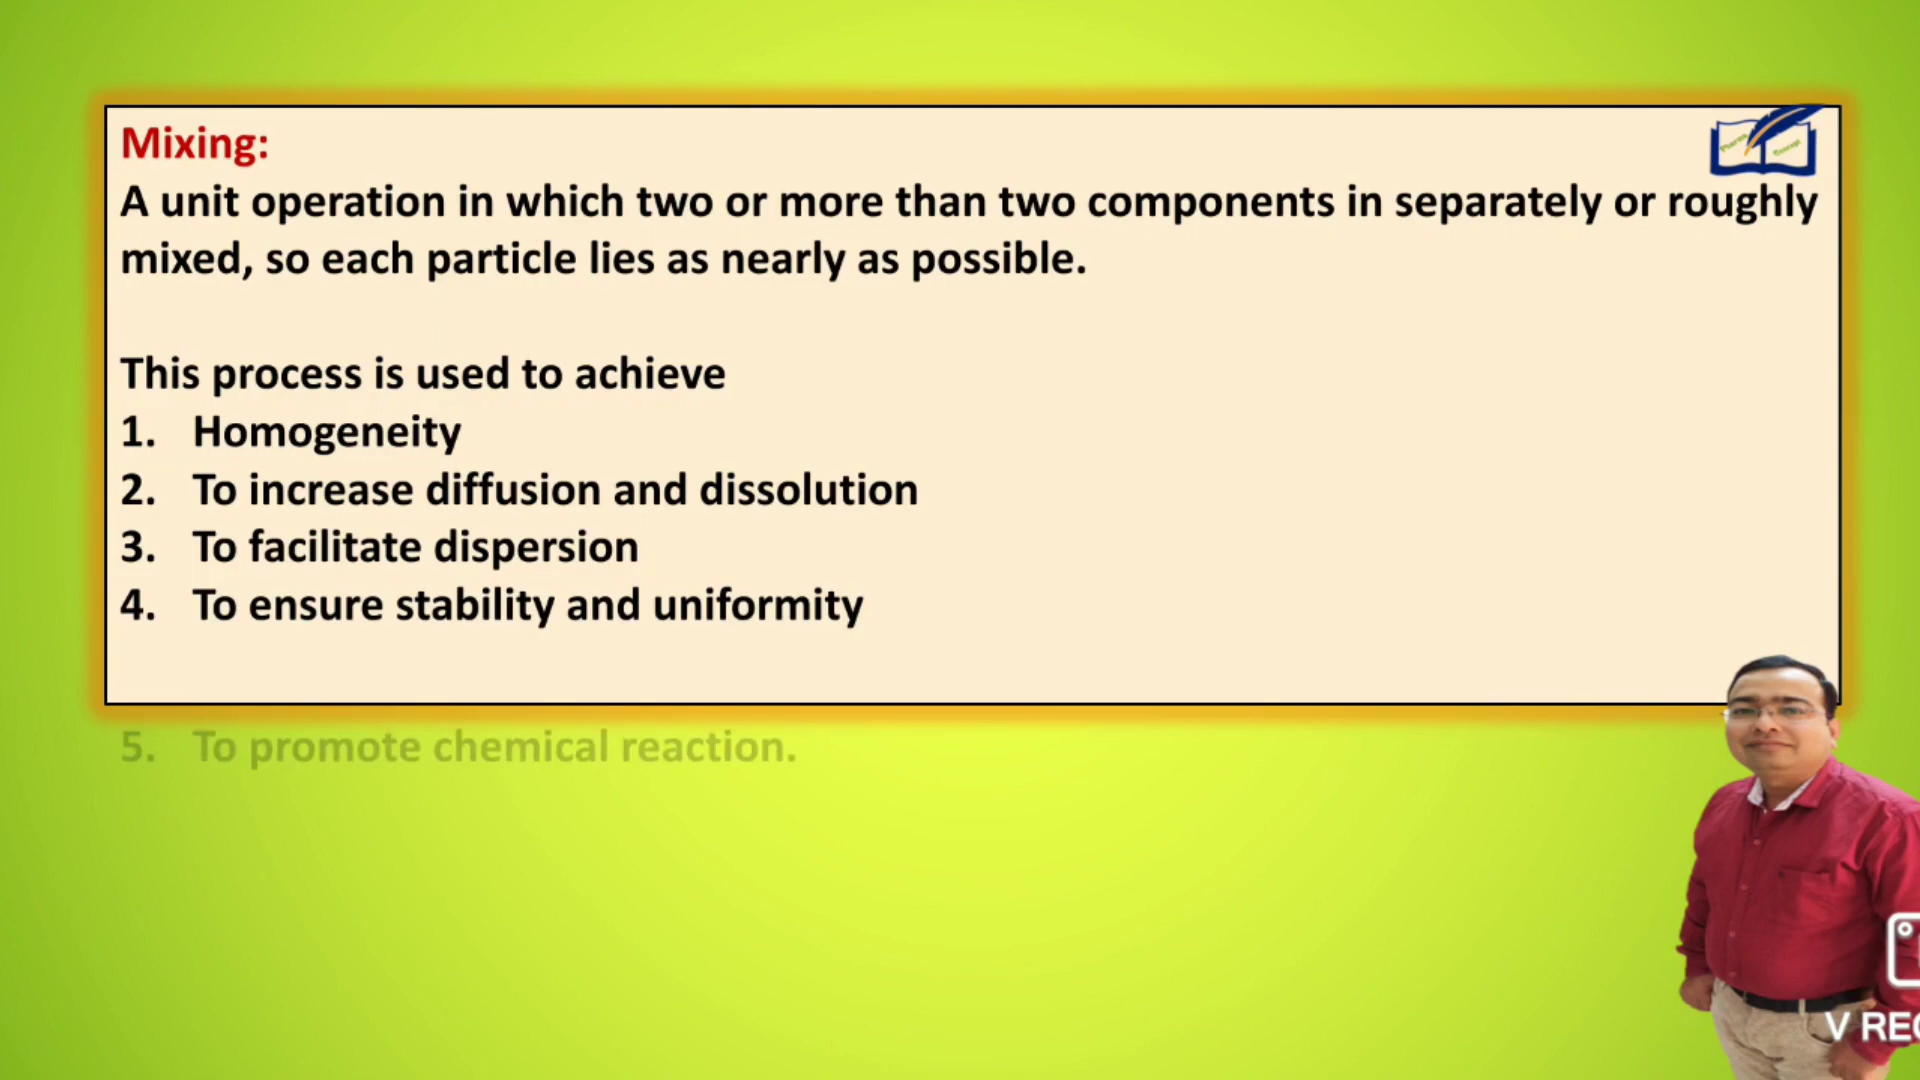 Mixing:
A unit operation in which two or more than two components in separately or roughly
mixed, so each particle lies as nearly as possible.
This process is used to achieve
1. Homogeneity
2. To increase diffusion and dissolution
3. To facilitate dispersion
4. To ensure stability and uniformity
5. To promote chemical reaction.
Pharma
Concept
V REC